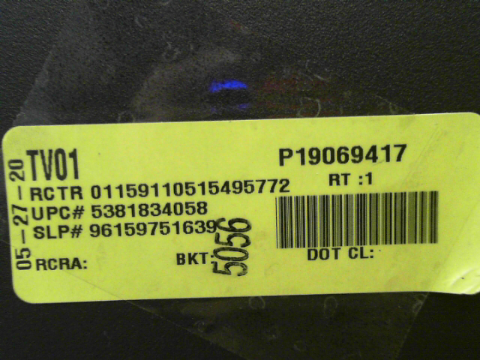 05-27-20
TV01
P19069417
RCTR 01159110515495772
RT :1
UPC# 5381834058
SLP# 96159751639
RCRA:
BKT:
5056
DOT CL: